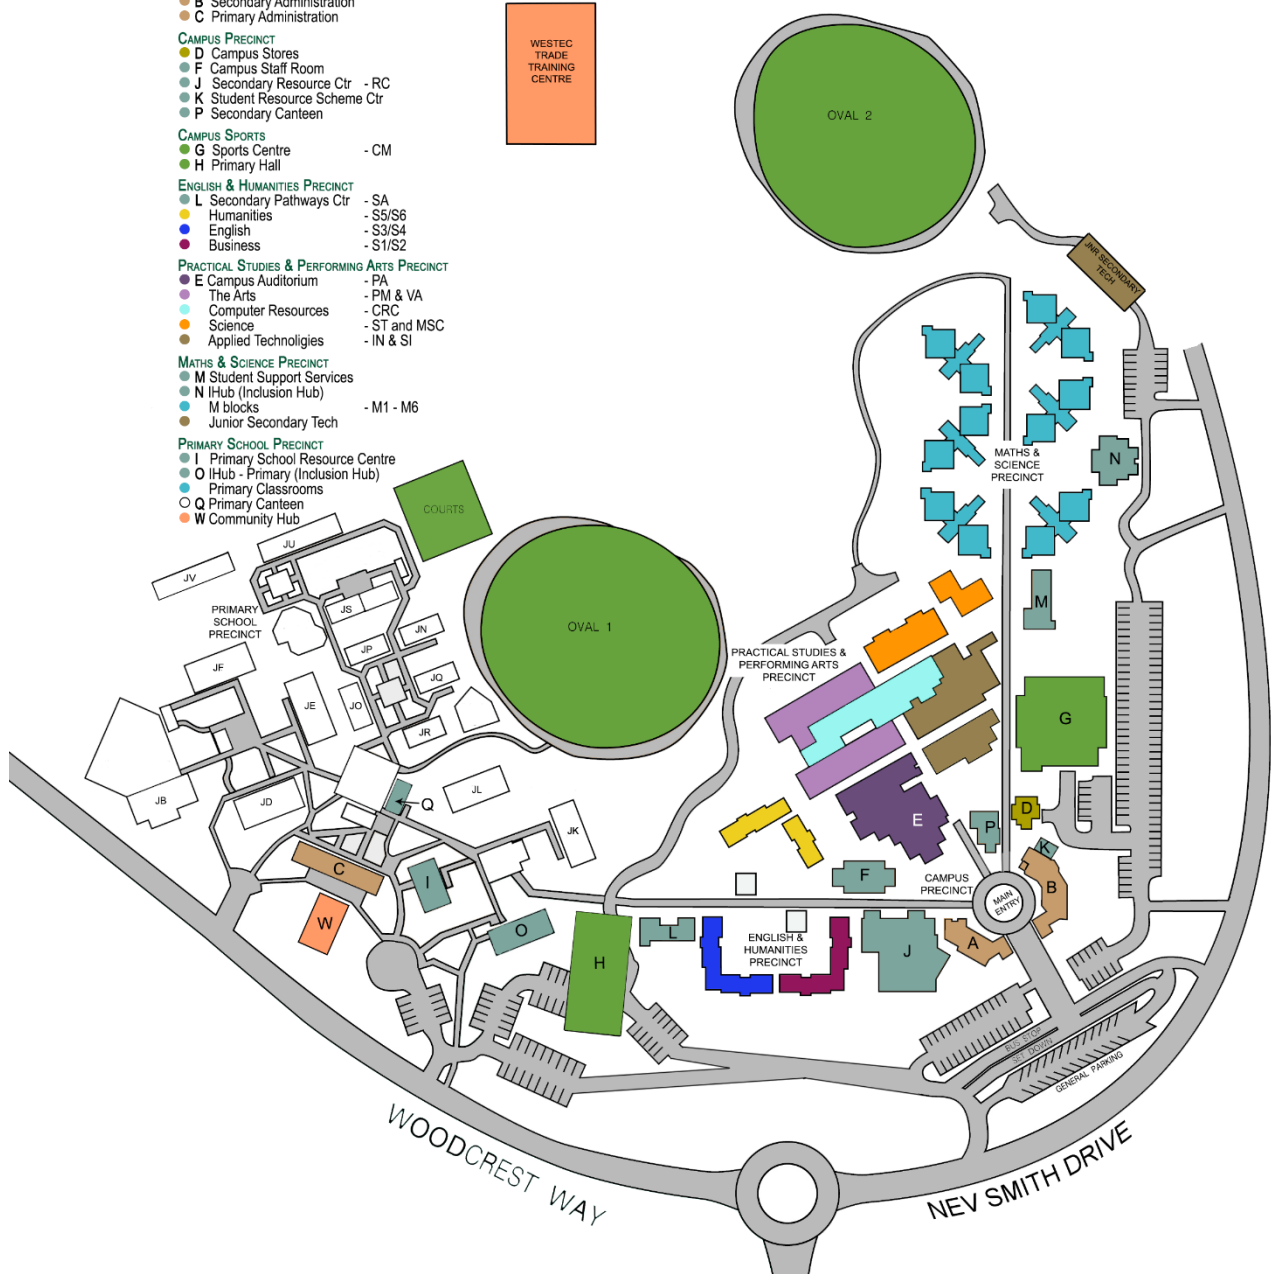 B Secondary Administration
C Primary Administration
CAMPUS PRECINCT
D Campus Stores
F Campus Staff Room
J Secondary Resource Ctr - RC
K Student Resource Scheme Ctr
P Secondary Canteen
CAMPUS SPORTS
G Sports Centre - CM
H Primary Hall
ENGLISH & HUMANITIES PRECINCT
L Secondary Pathways Ctr - SA
Humanities - S5/S6
English - S3/S4
Business - S1/S2
PRACTICAL STUDIES & PERFORMING ARTS PRECINCT
E Campus Auditorium - PA
The Arts - PM & VA
Computer Resources - CRC
Science - ST and MSC
Applied Technoligies - IN & SI
MATHS & SCIENCE PRECINCT
M Student Support Services
N IHub (Inclusion Hub)
M blocks - M1 - M6
Junior Secondary Tech
PRIMARY SCHOOL PRECINCT
I Primary School Resource Centre
O IHub - Primary (Inclusion Hub)
Primary Classrooms
Q Primary Canteen
W Community Hub
WESTEC
TRADE
TRAINING
CENTRE
OVAL 2
JNR SECONDARY
TECH
MATHS &
SCIENCE
PRECINCT
N
M
COURTS
OVAL 1
JU
JV
PRIMARY
SCHOOL
PRECINCT
JS
JN
JP
JF
JQ
JE
JO
JR
JB
JD
JL
Q
JK
C
I
W
O
PRACTICAL STUDIES &
PERFORMING ARTS
PRECINCT
G
E
P
D
K
F
CAMPUS
PRECINCT
MAIN
ENTRY
B
A
J
L
ENGLISH &
HUMANITIES
PRECINCT
H
BUS STOP
SET DOWN
GENERAL PARKING
WOODCREST WAY
NEV SMITH DRIVE